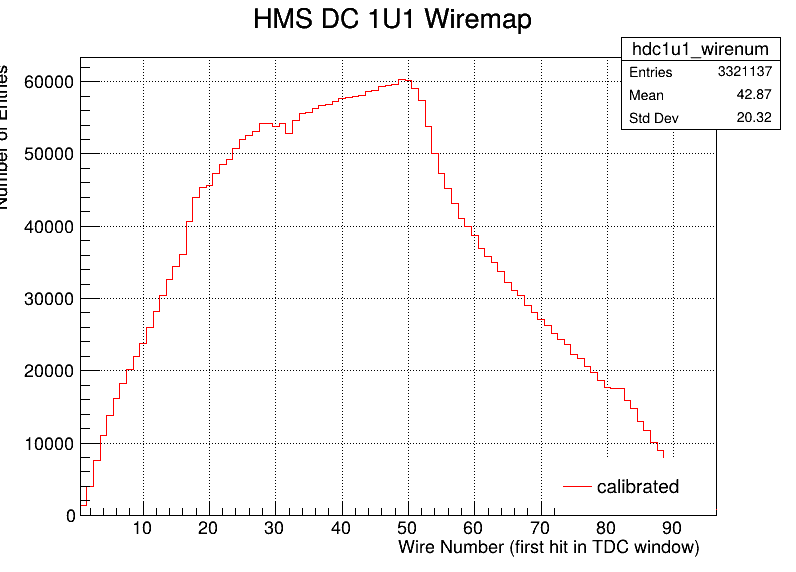 HMS DC 1U1 Wiremap
hdc1u1_wirenum
Entries 3321137
Mean 42.87
Std Dev 20.32
Number of Entries
60000
50000
40000
30000
20000
10000
0
10 20 30 40 50 60 70 80 90
calibrated
Wire Number (first hit in TDC window)